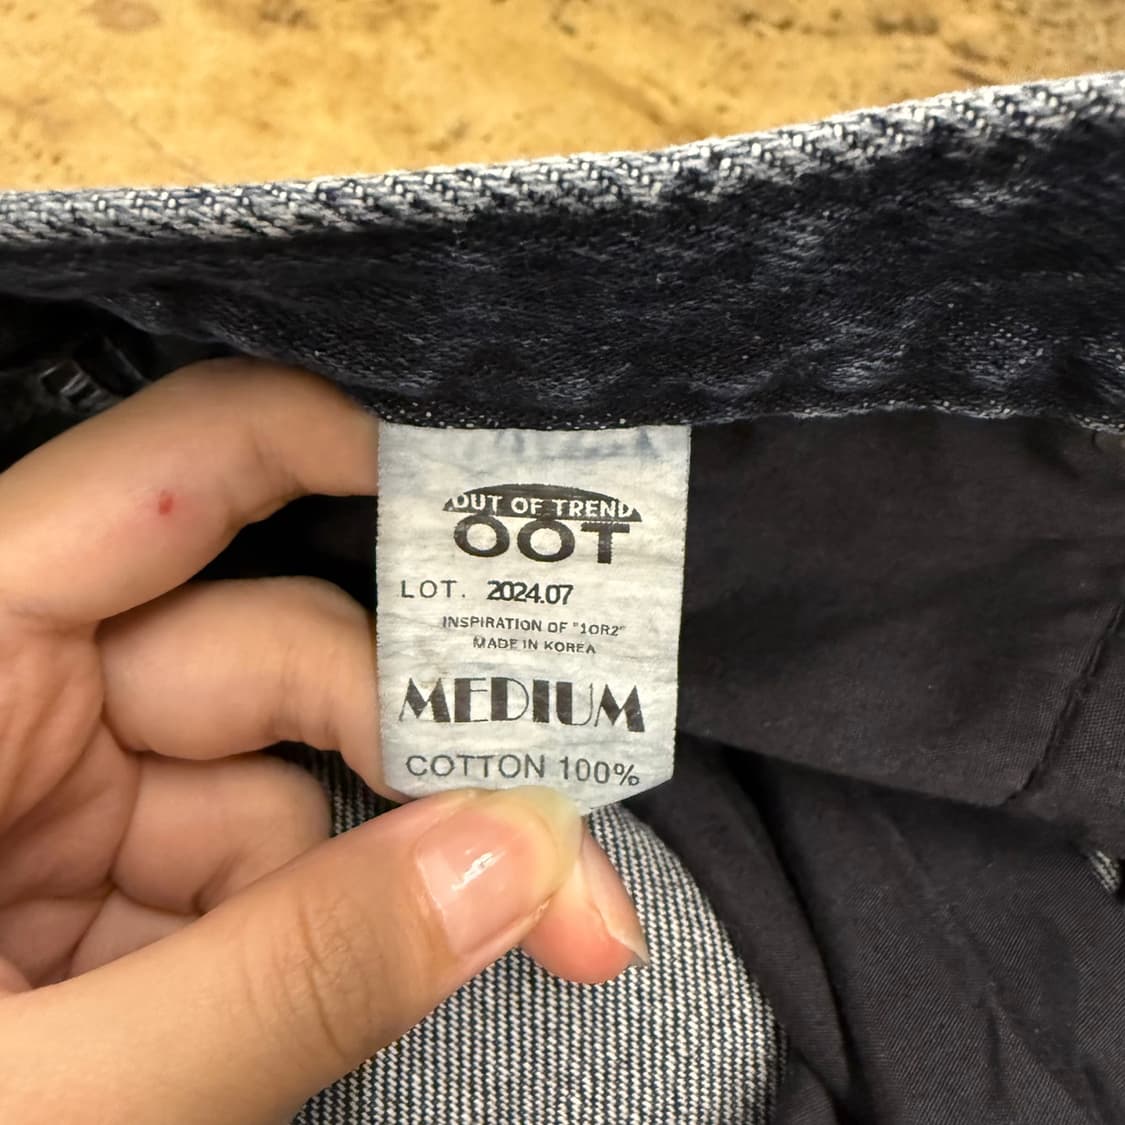 OUT OF TREND
OOT
LOT. 2024.07
INSPIRATION OF "1OR2"
MADE IN KOREA
MEDIUM
COTTON 100%